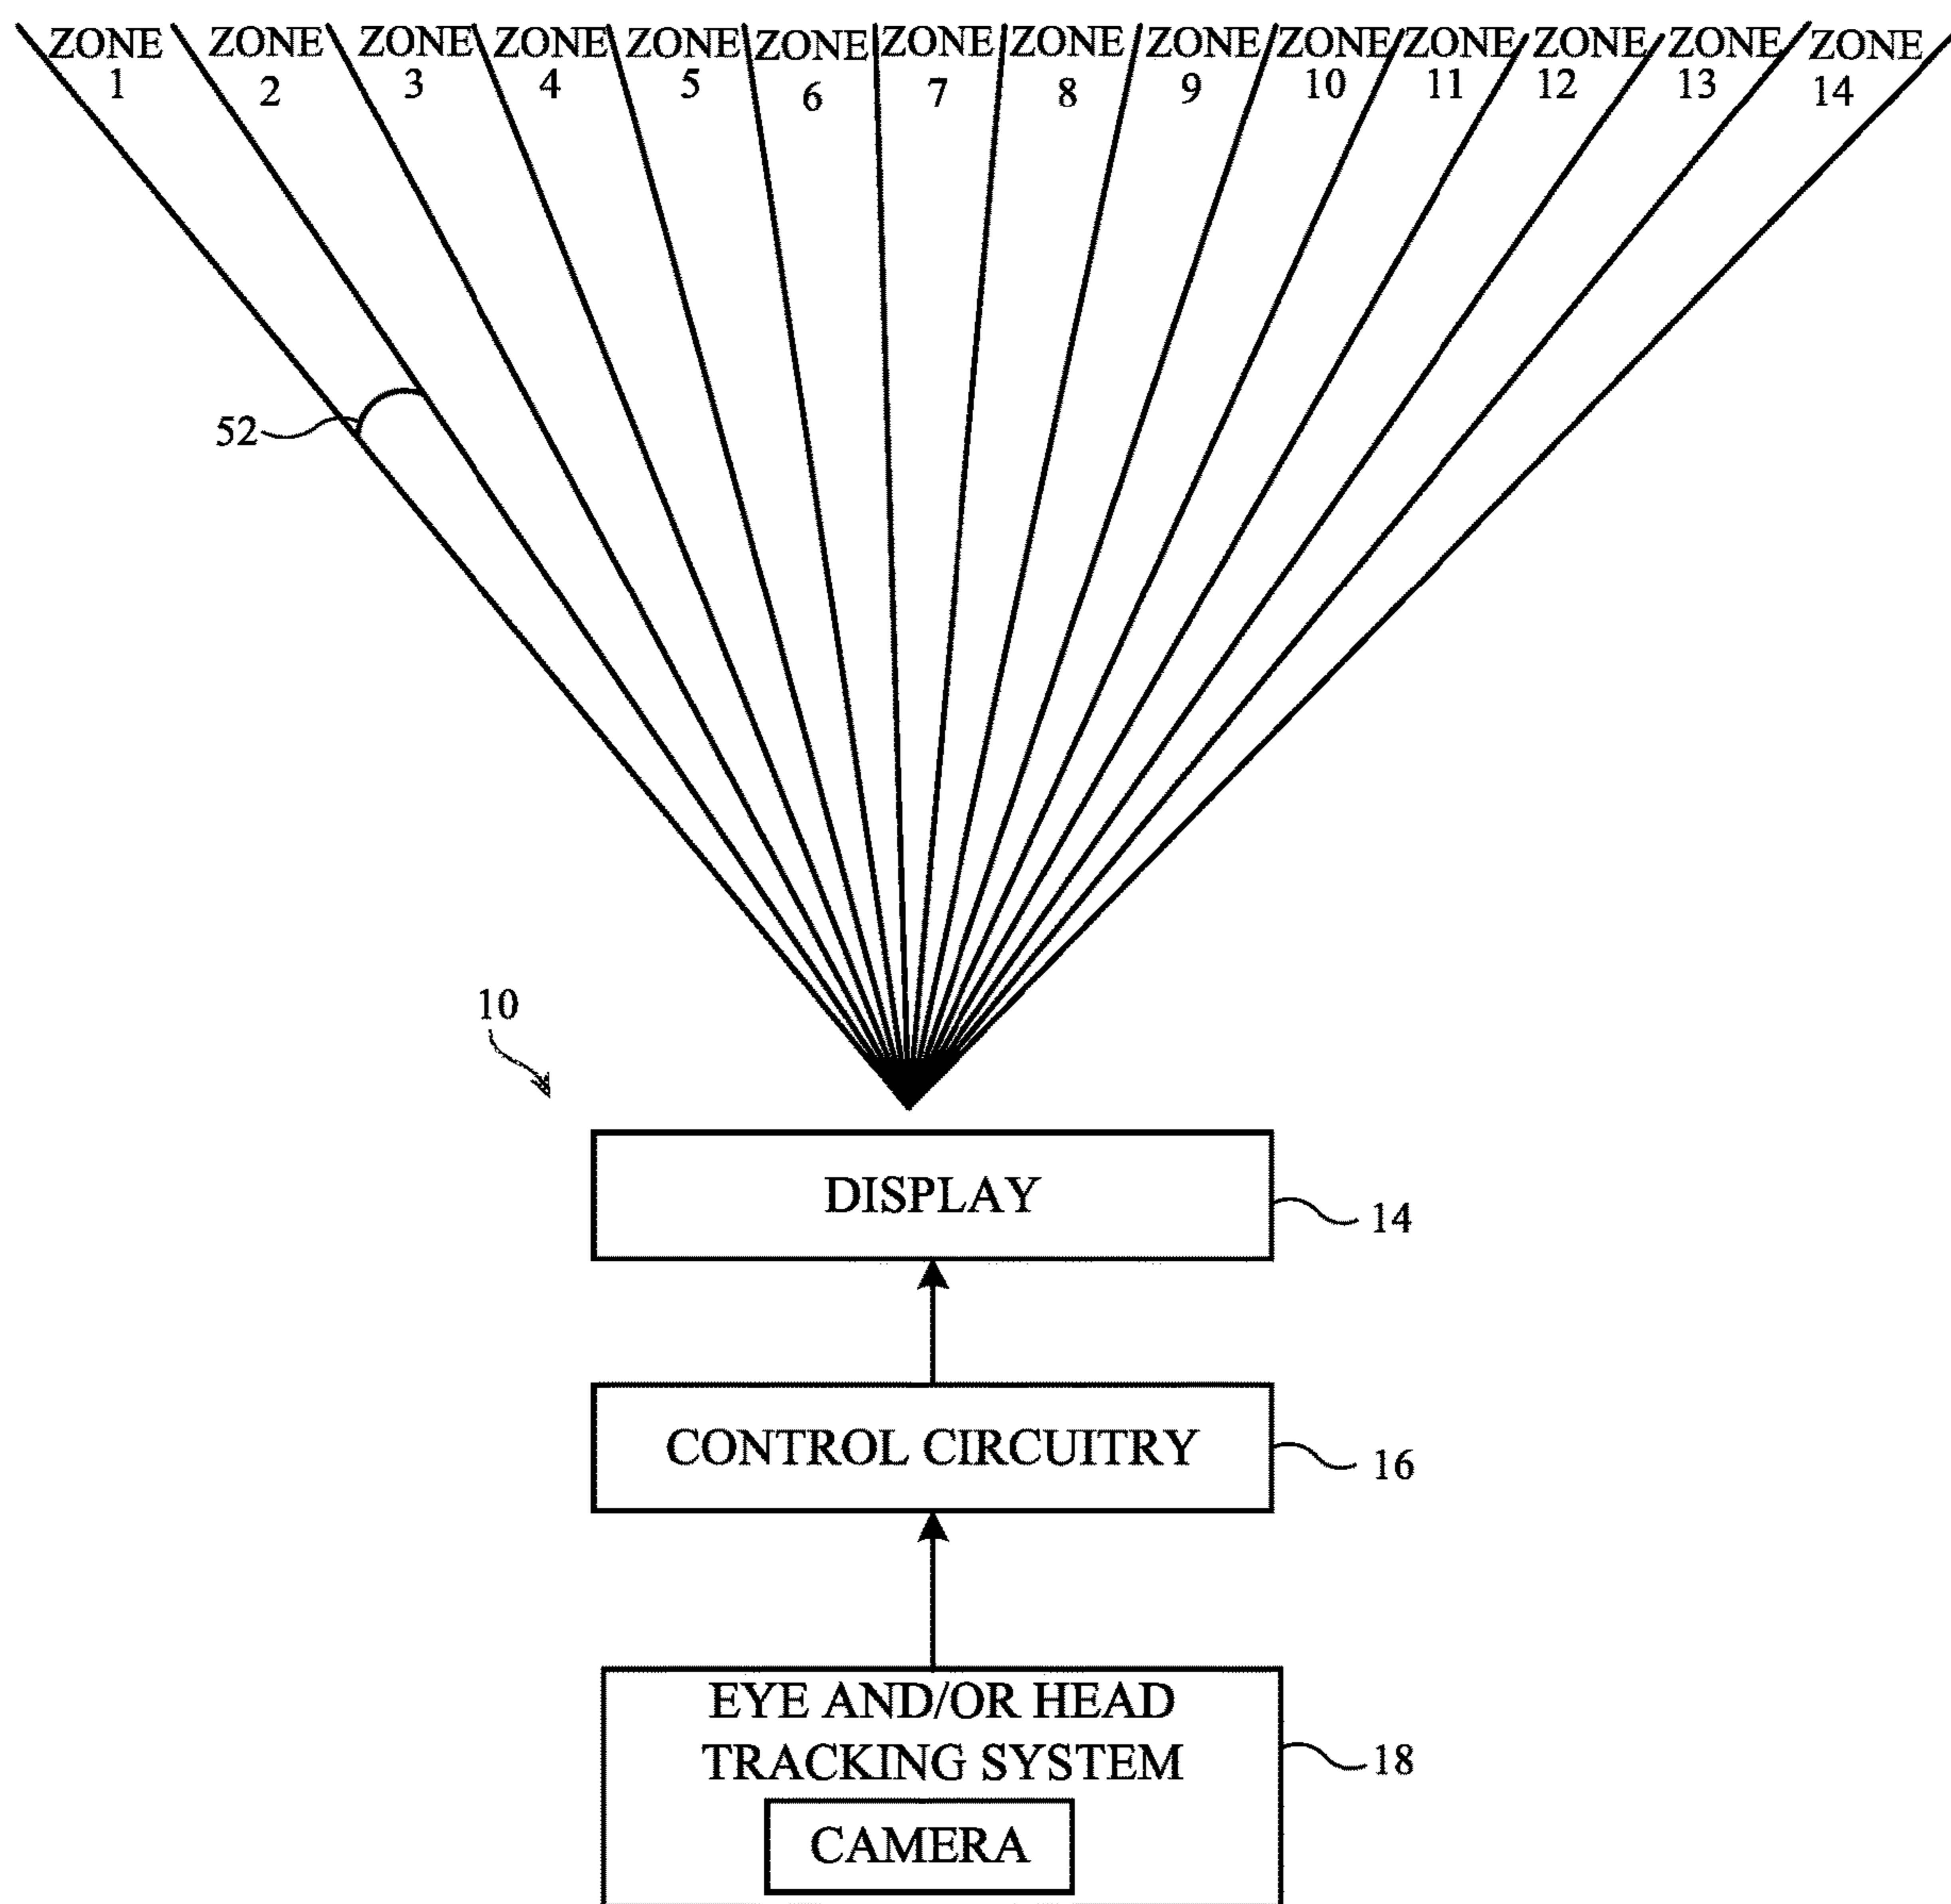 ZONE ZONE ZONE ZONE ZONE ZONE ZONE ZONE ZONE ZONE ZONE ZONE ZONE ZONE
1 2 3 4 5 6 7 8 9 10 11 12 13 14
52
10
DISPLAY
14
CONTROL CIRCUITRY
16
EYE AND/OR HEAD
TRACKING SYSTEM
18
CAMERA